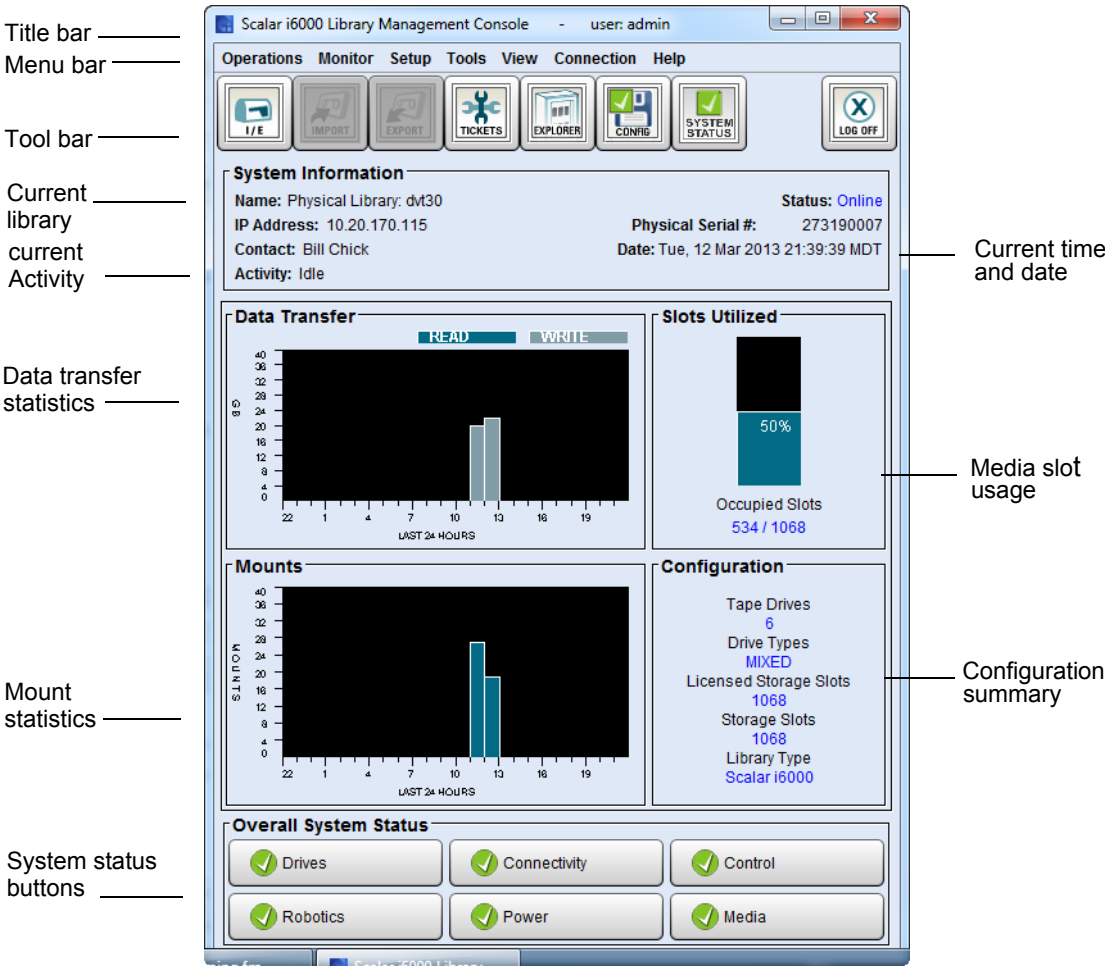 Scalar i6000 Library Management Console - user: admin
Title bar
Menu bar
Operations Monitor Setup Tools View Connection Help
Tool bar
I/E
IMPORT
EXPORT
TICKETS
EXPLORER
CONFIG
SYSTEM STATUS
LOG OFF
System Information
Current library
Name: Physical Library: dvt30
Status: Online
IP Address: 10.20.170.115
Physical Serial #: 273190007
current Activity
Contact: Bill Chick
Date: Tue, 12 Mar 2013 21:39:39 MDT
Current time and date
Activity: Idle
Data Transfer
READ
WRITE
Data transfer statistics
GB
40
36
32
28
24
20
16
12
8
4
0
22 1 4 7 10 13 16 19
LAST 24 HOURS
Slots Utilized
50%
Occupied Slots
534 / 1068
Media slot usage
Mounts
Mount statistics
MOUNTS
40
36
32
28
24
20
16
12
8
4
0
22 1 4 7 10 13 16 19
LAST 24 HOURS
Configuration
Tape Drives
6
Drive Types
MIXED
Licensed Storage Slots
1068
Storage Slots
1068
Library Type
Scalar i6000
Configuration summary
Overall System Status
System status buttons
Drives
Connectivity
Control
Robotics
Power
Media
Scalar i6000 Library